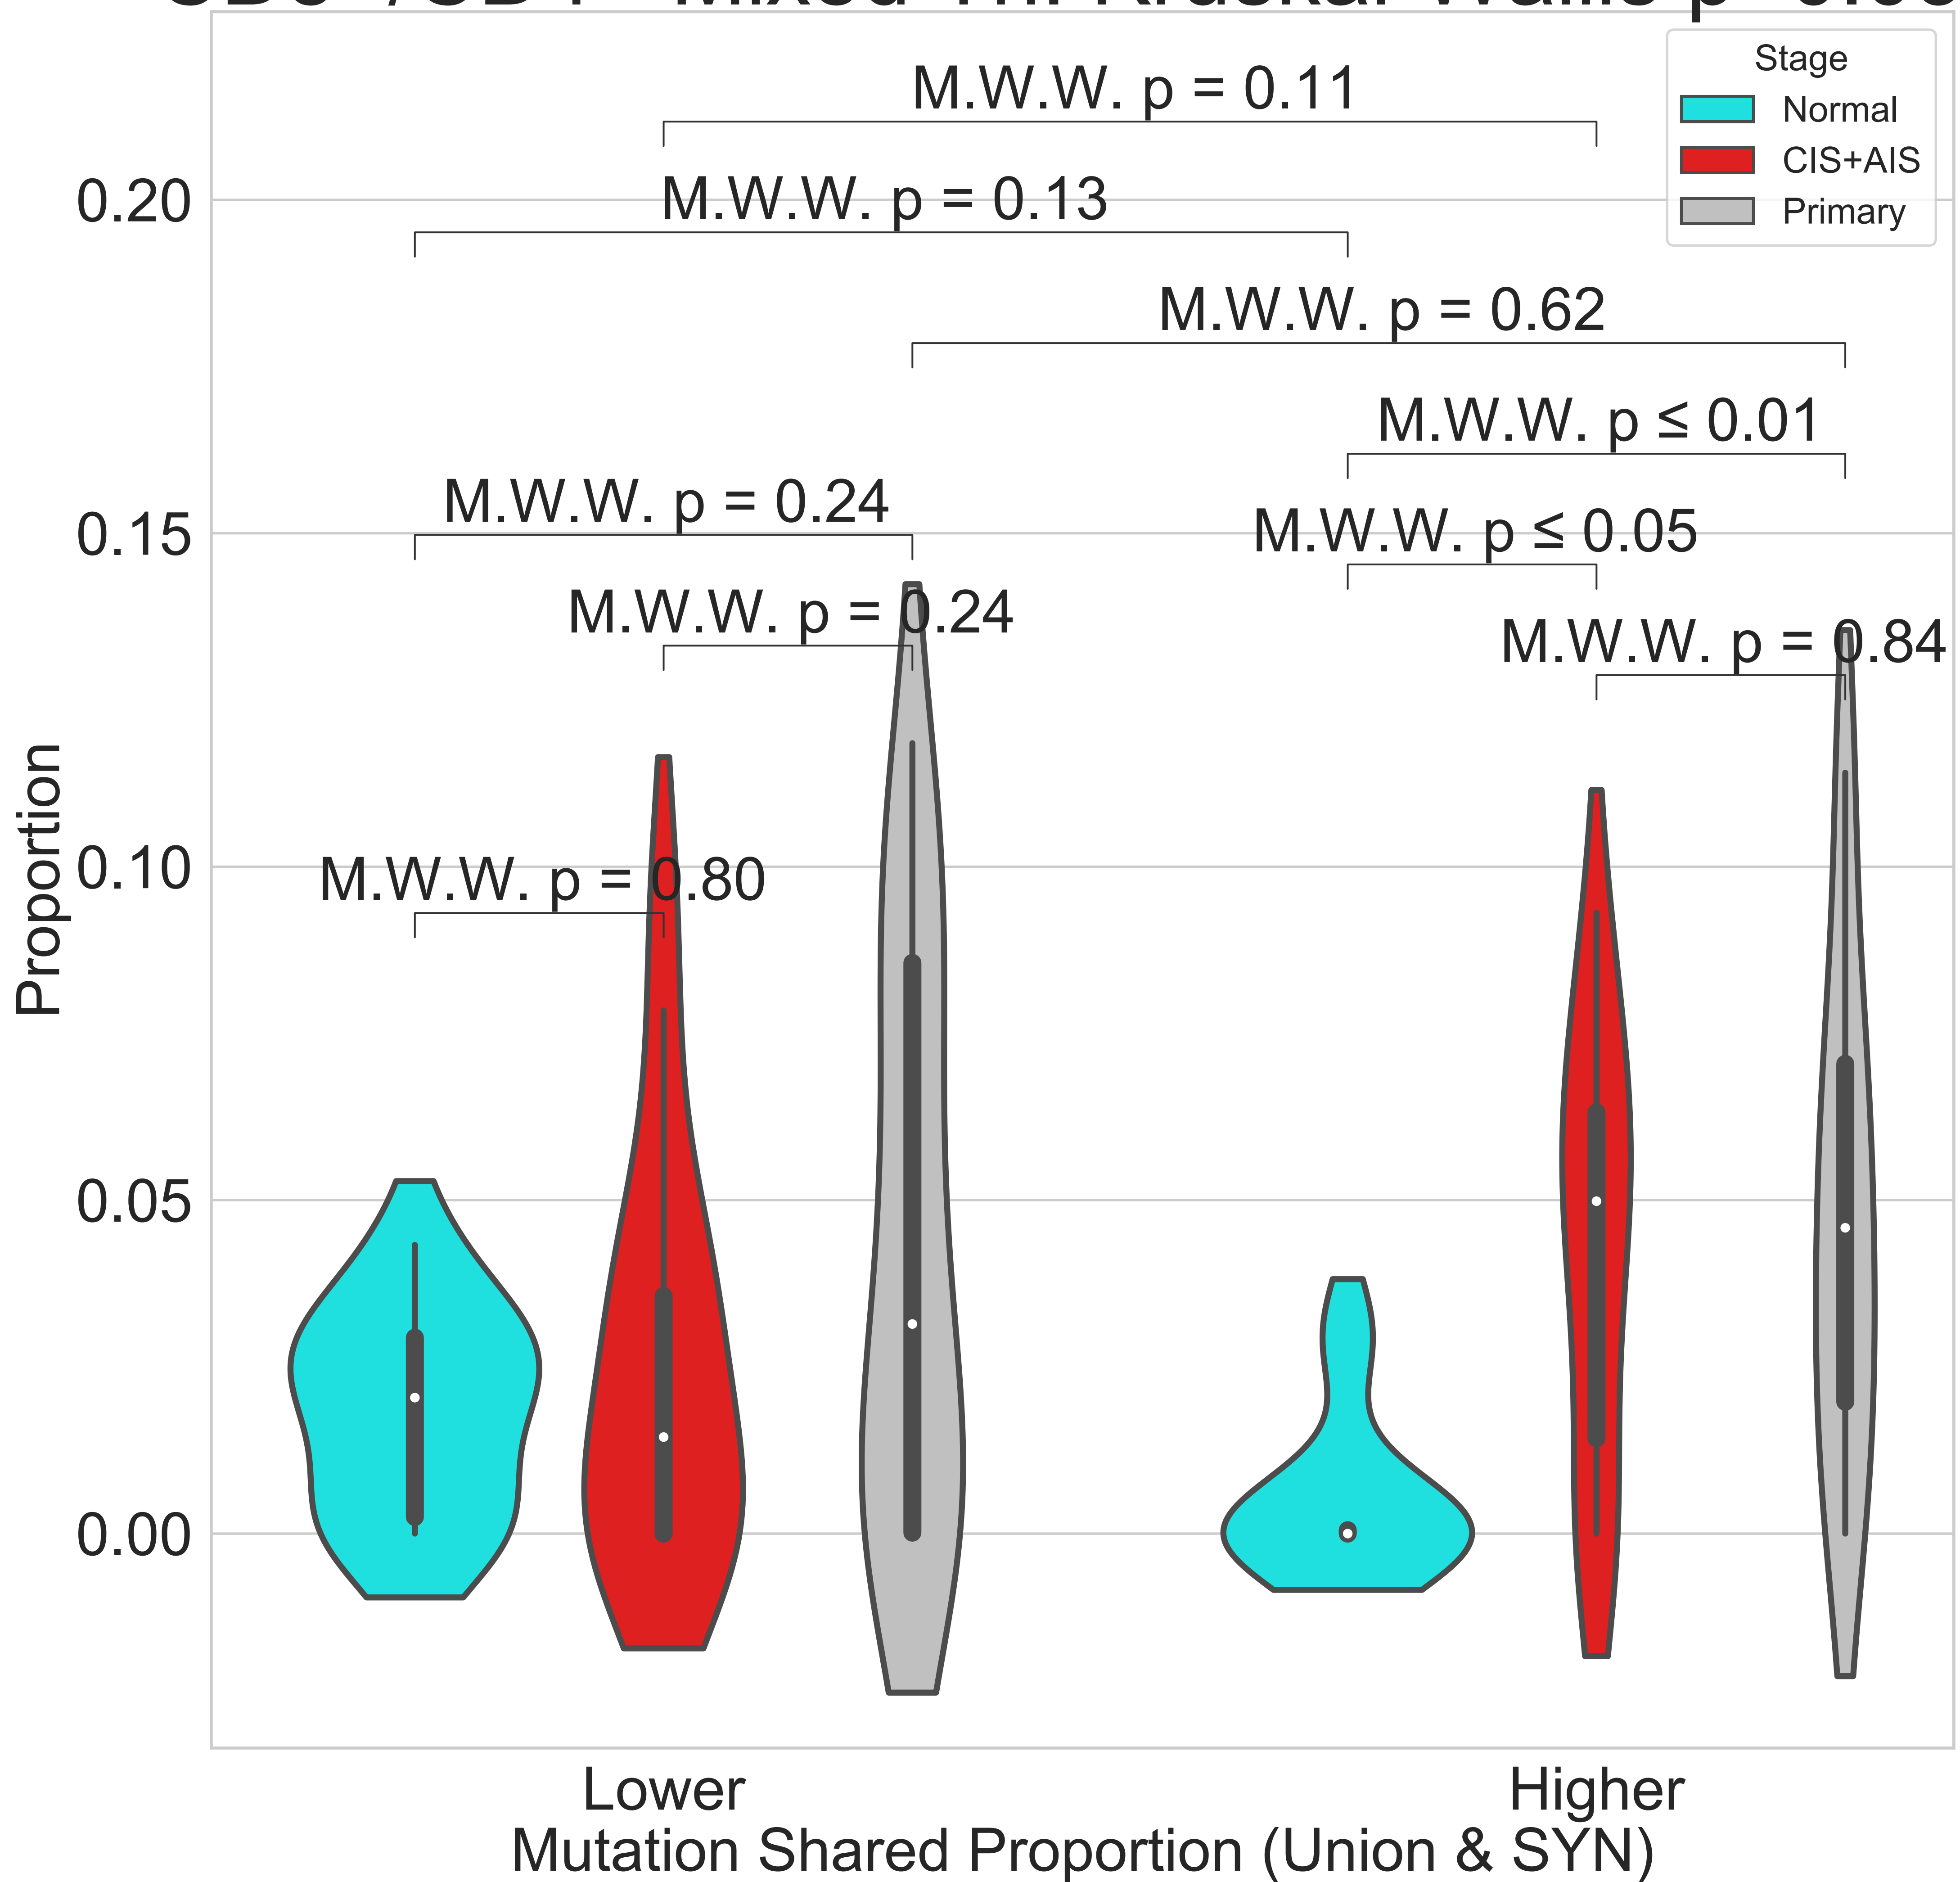 Stage
Normal
CIS+AIS
Primary
M.W.W. p = 0.11
M.W.W. p = 0.13
M.W.W. p = 0.62
M.W.W. p ≤ 0.01
M.W.W. p = 0.24
M.W.W. p ≤ 0.05
M.W.W. p = 0.24
M.W.W. p = 0.84
M.W.W. p = 0.80
Proportion
0.20
0.15
0.10
0.05
0.00
Lower
Higher
Mutation Shared Proportion (Union & SYN)